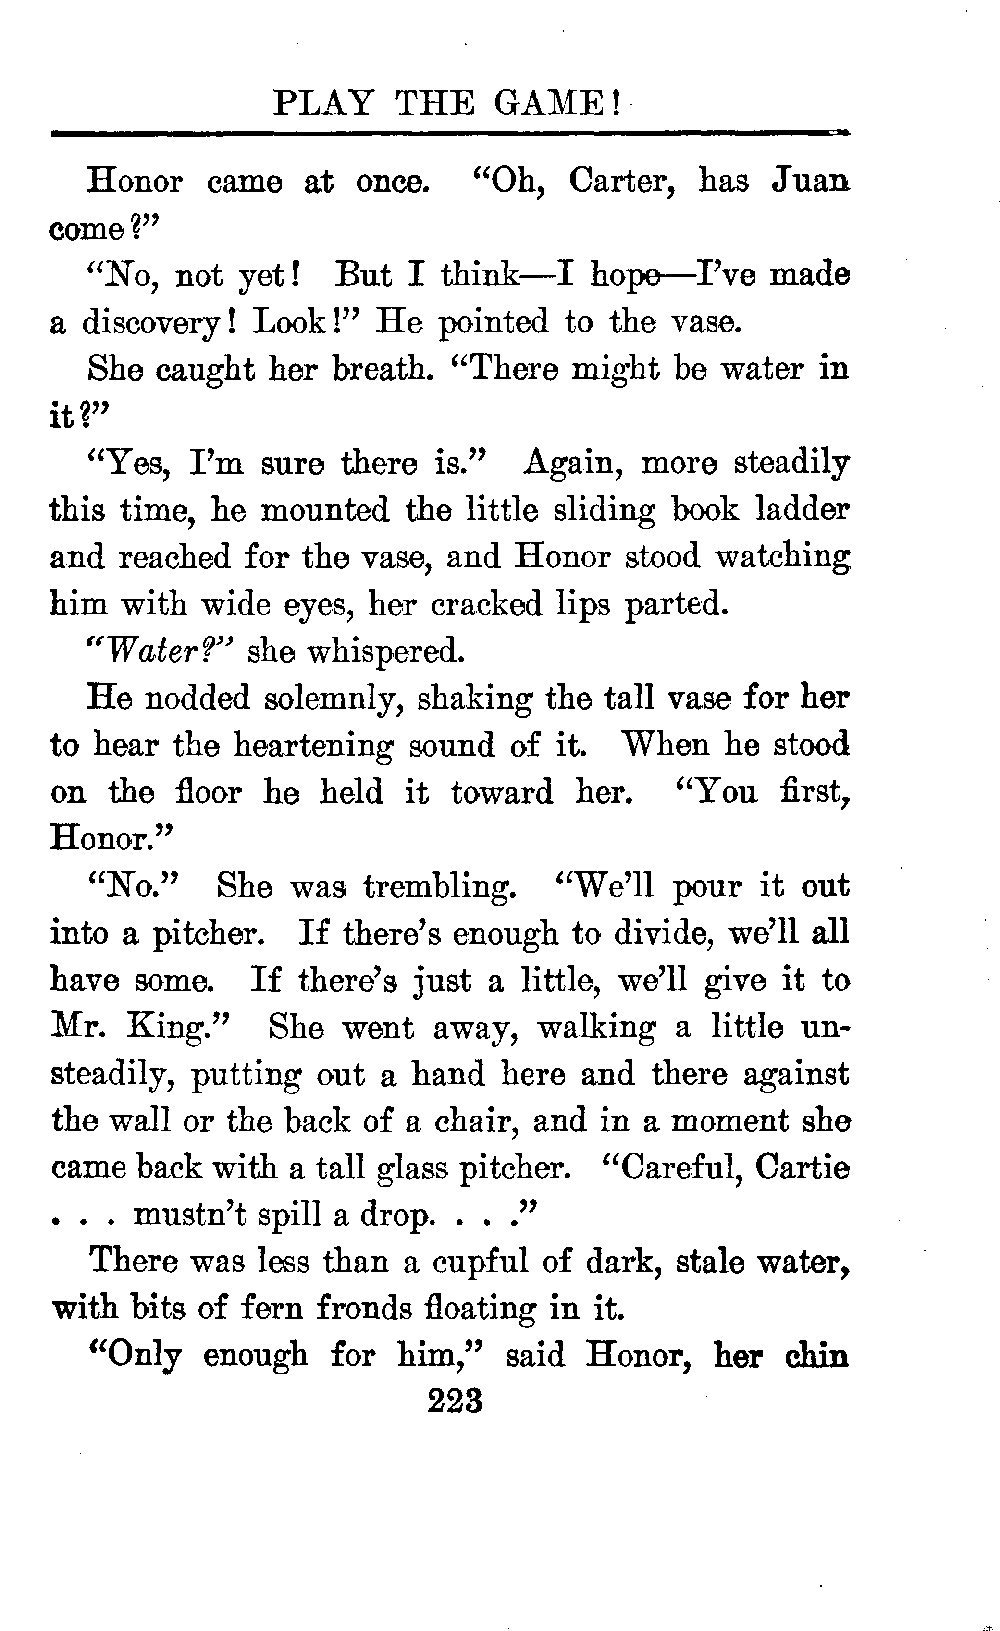 PLAY THE GAME!
Honor came at once. “Oh, Carter, has Juan
come?”
“No, not yet! But I think—I hope—I’ve made
a discovery! Look!” He pointed to the vase.
She caught her breath. “There might be water in
it?”
“Yes, I’m sure there is.” Again, more steadily
this time, he mounted the little sliding book ladder
and reached for the vase, and Honor stood watching
him with wide eyes, her cracked lips parted.
“Water?” she whispered.
He nodded solemnly, shaking the tall vase for her
to hear the heartening sound of it. When he stood
on the floor he held it toward her. “You first,
Honor.”
“No.” She was trembling. “We’ll pour it out
into a pitcher. If there’s enough to divide, we’ll all
have some. If there’s just a little, we’ll give it to
Mr. King.” She went away, walking a little un-
steadily, putting out a hand here and there against
the wall or the back of a chair, and in a moment she
came back with a tall glass pitcher. “Careful, Cartie
. . . mustn’t spill a drop. . . .”
There was less than a cupful of dark, stale water,
with bits of fern fronds floating in it.
“Only enough for him,” said Honor, her chin
223